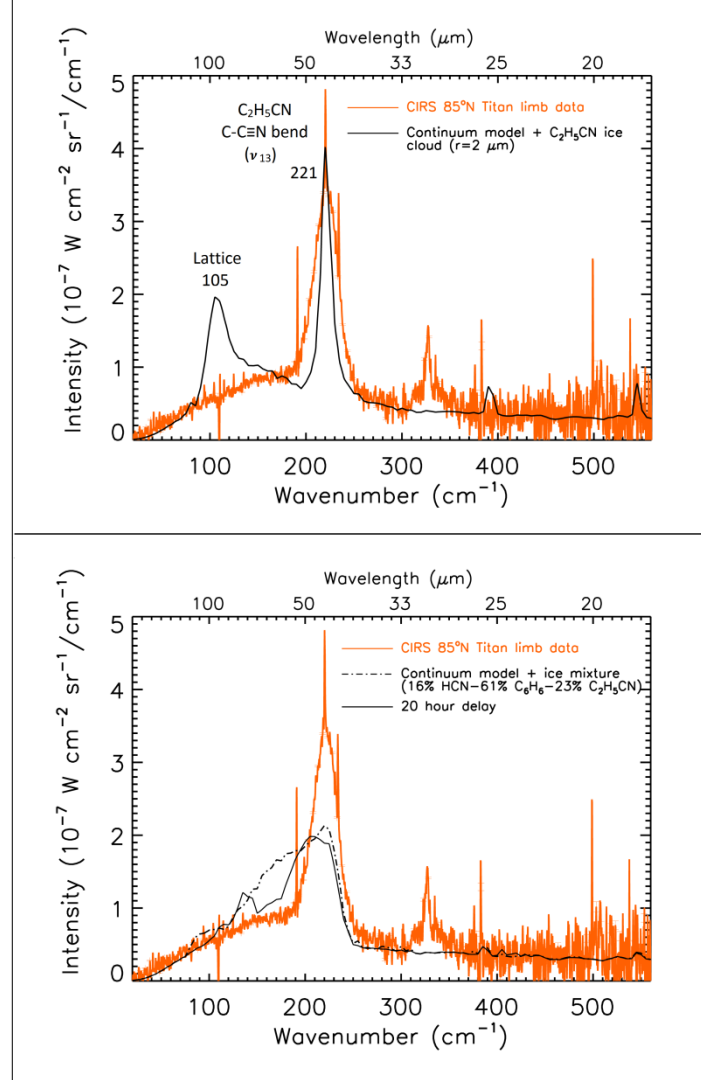 Wavelength (μm)
100 50 33 25 20
CIRS 85°N Titan limb data
Continuum model + C₂H₅CN ice
cloud (r=2 μm)
C₂H₅CN
C-C≡N bend
(ν₁₃)
221
Lattice
105
Intensity (10⁻⁷ W cm⁻² sr⁻¹/cm⁻¹)
5
4
3
2
1
0
100 200 300 400 500
Wavenumber (cm⁻¹)
Wavelength (μm)
100 50 33 25 20
CIRS 85°N Titan limb data
Continuum model + ice mixture
(16% HCN–61% C₆H₆–23% C₂H₅CN)
20 hour delay
Intensity (10⁻⁷ W cm⁻² sr⁻¹/cm⁻¹)
5
4
3
2
1
0
100 200 300 400 500
Wavenumber (cm⁻¹)